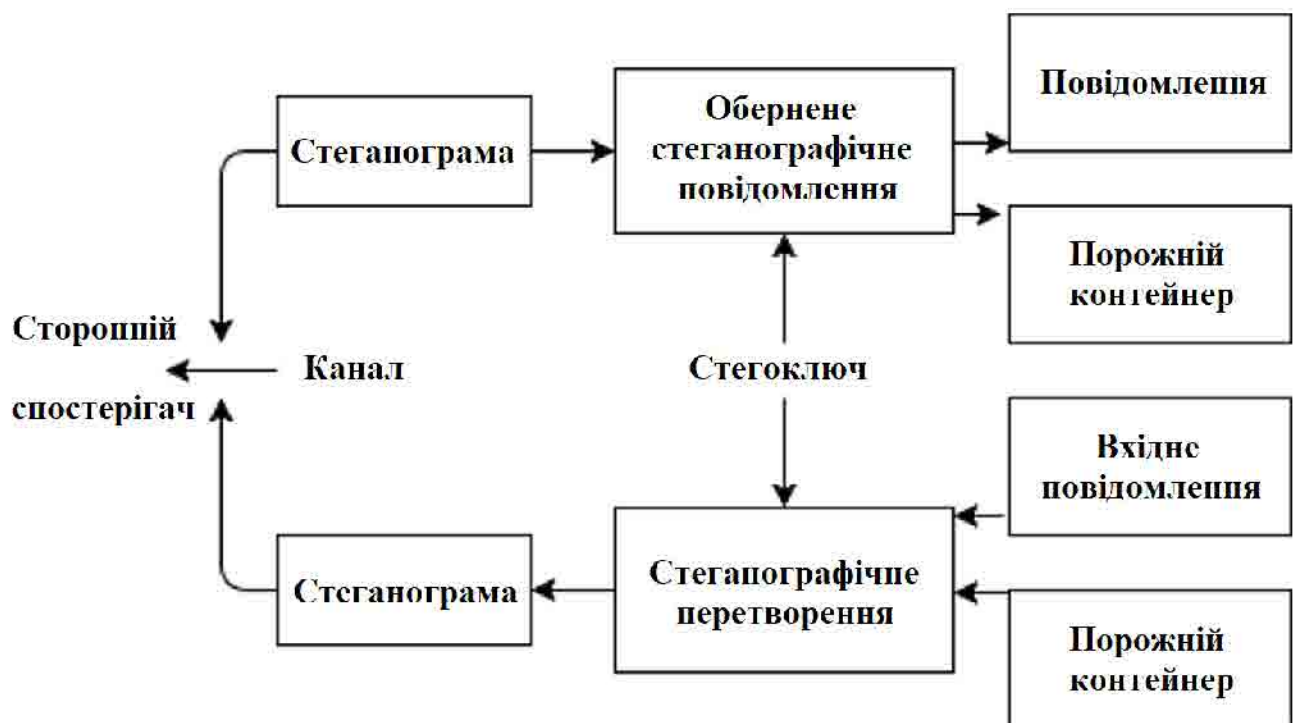 Повідомлення
Обернене
стеганографічне
повідомлення
Стеганограма
Порожній
контейнер
Сторонній
спостерігач
Канал
Стегоключ
Вхідне
повідомлення
Стеганографічне
перетворення
Стеганограма
Порожній
контейнер